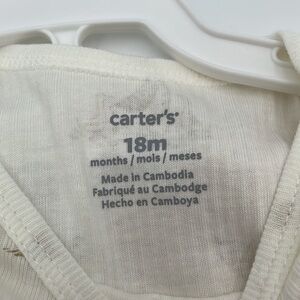 carter's®
18m
months / mois / meses
Made in Cambodia
Fabriqué au Cambodge
Hecho en Camboya